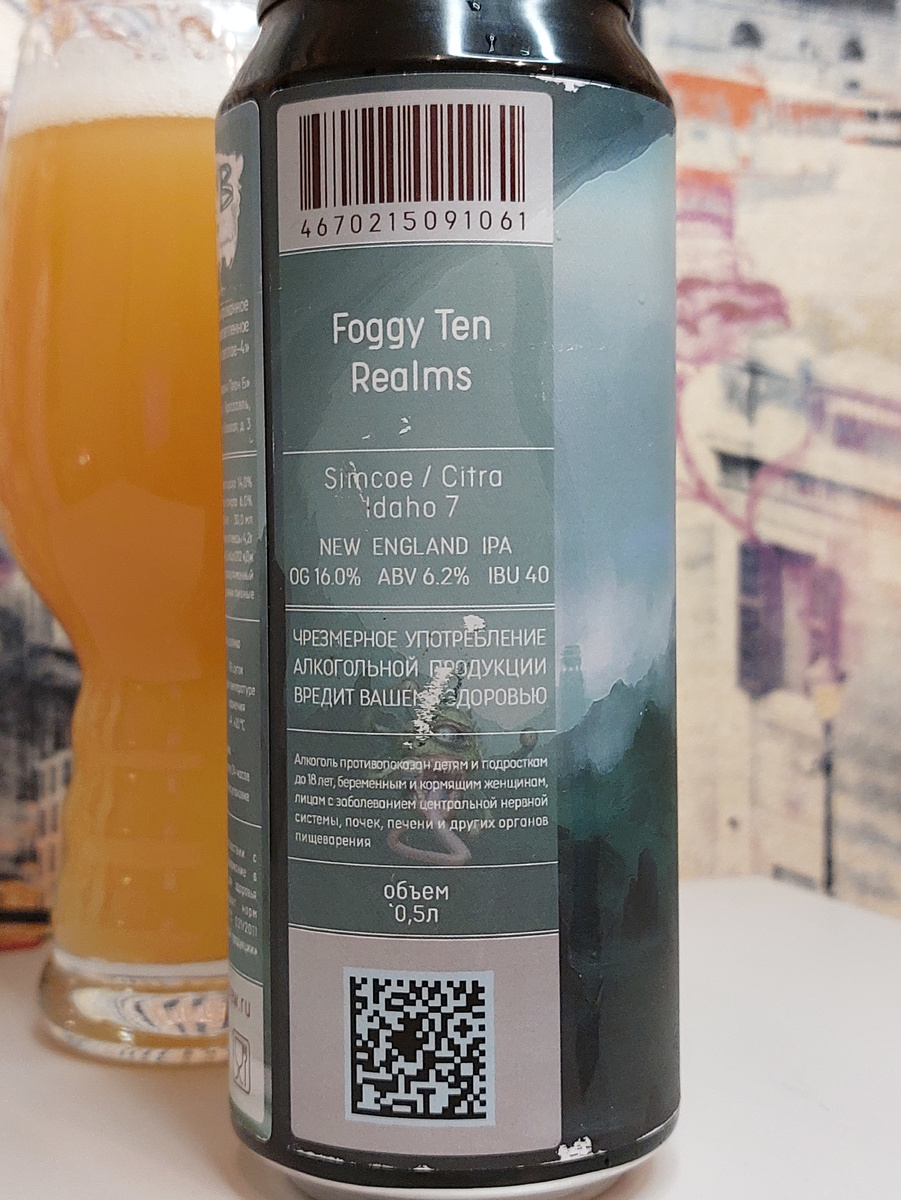 4670215091061
Foggy Ten
Realms
Simcoe / Citra
Idaho 7
NEW ENGLAND IPA
OG 16.0% ABV 6.2% IBU 40
ЧРЕЗМЕРНОЕ УПОТРЕБЛЕНИЕ
АЛКОГОЛЬНОЙ ПРОДУКЦИИ
ВРЕДИТ ВАШЕМУ ЗДОРОВЬЮ
Алкоголь противопоказан детям и подросткам
до 18 лет, беременным и кормящим женщинам,
лицам с заболеванием центральной нервной
системы, почек, печени и других органов
пищеварения
объем
0,5л